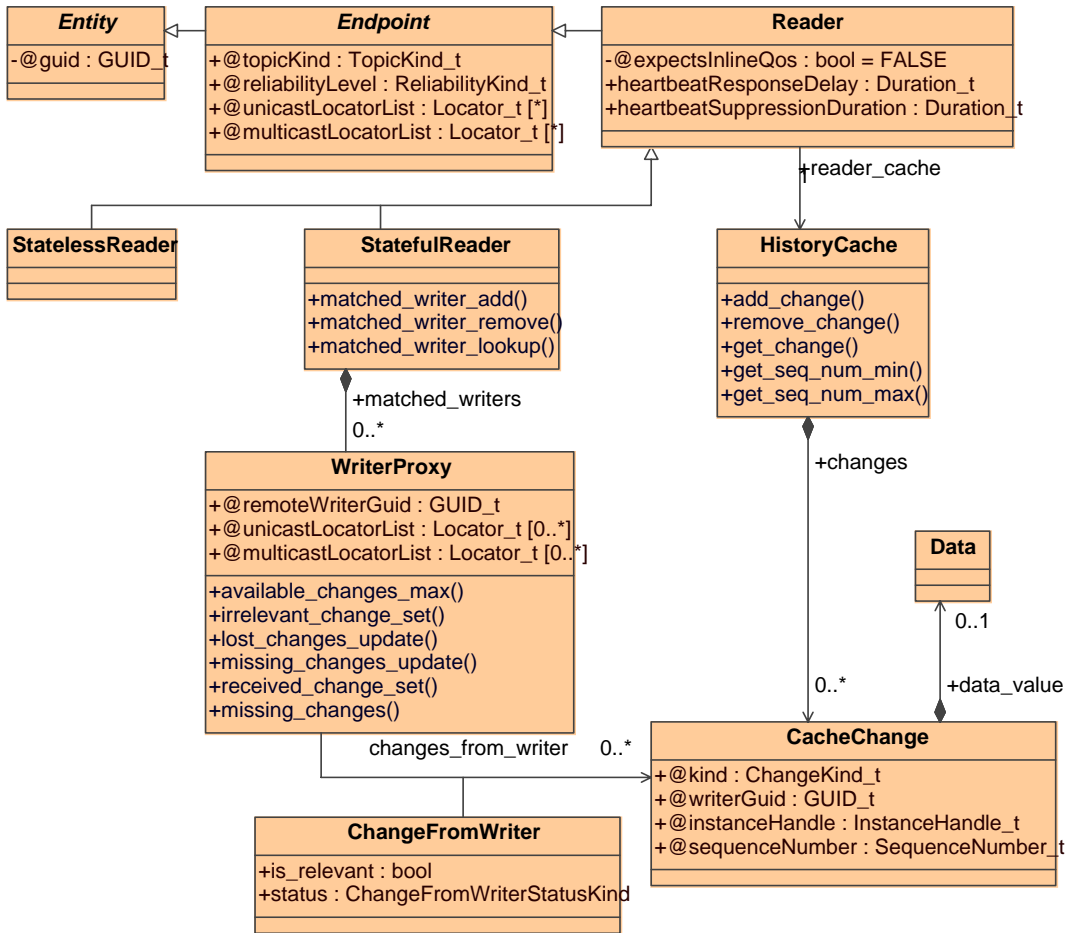 Entity
-@guid : GUID_t
Endpoint
+@topicKind : TopicKind_t
+@reliabilityLevel : ReliabilityKind_t
+@unicastLocatorList : Locator_t [*]
+@multicastLocatorList : Locator_t [*]
Reader
-@expectsInlineQos : bool = FALSE
+heartbeatResponseDelay : Duration_t
+heartbeatSuppressionDuration : Duration_t
+reader_cache
1
StatelessReader
StatefulReader
+matched_writer_add()
+matched_writer_remove()
+matched_writer_lookup()
HistoryCache
+add_change()
+remove_change()
+get_change()
+get_seq_num_min()
+get_seq_num_max()
+matched_writers
0..*
+changes
0..*
WriterProxy
+@remoteWriterGuid : GUID_t
+@unicastLocatorList : Locator_t [0..*]
+@multicastLocatorList : Locator_t [0..*]
+available_changes_max()
+irrelevant_change_set()
+lost_changes_update()
+missing_changes_update()
+received_change_set()
+missing_changes()
Data
0..1
+data_value
changes_from_writer
0..*
CacheChange
+@kind : ChangeKind_t
+@writerGuid : GUID_t
+@instanceHandle : InstanceHandle_t
+@sequenceNumber : SequenceNumber_t
ChangeFromWriter
+is_relevant : bool
+status : ChangeFromWriterStatusKind